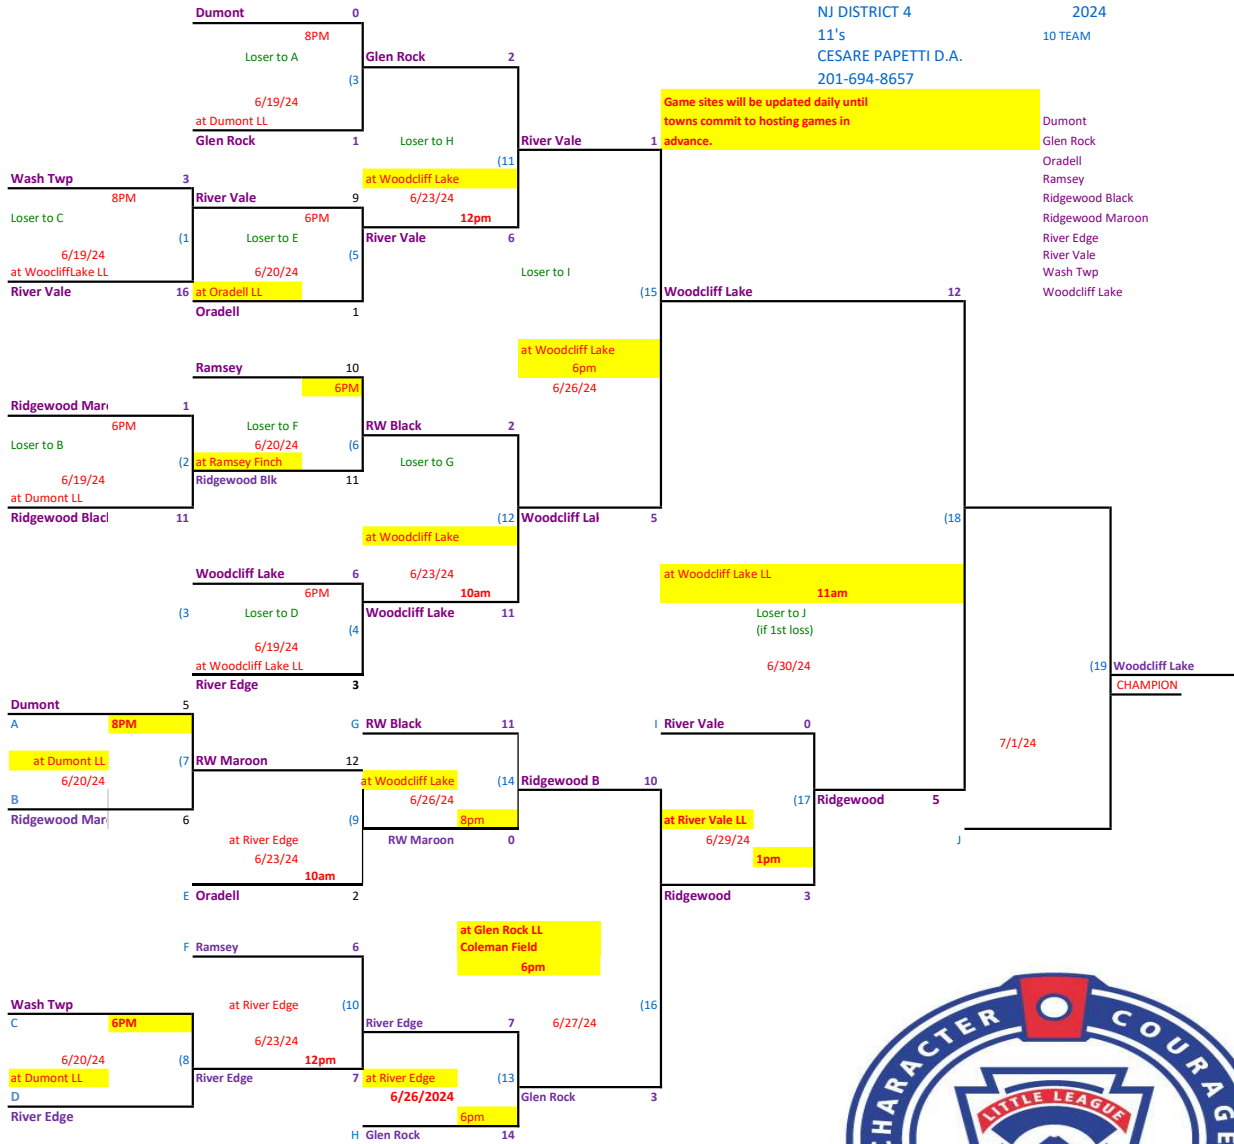 Dumont 0 NJ DISTRICT 4 2024
8PM 11's 10 TEAM
Loser to A Glen Rock 2 CESARE PAPETTI D.A.
(3 201-694-8657
6/19/24 Game sites will be updated daily until
at Dumont LL towns commit to hosting games in Dumont
Glen Rock 1 Loser to H River Vale 1 advance. Glen Rock
(11 Oradell
Wash Twp 3 at Woodcliff Lake Ramsey
8PM River Vale 9 6/23/24 Ridgewood Black
Loser to C 6PM 12pm Ridgewood Maroon
(1 Loser to E River Vale 6 River Edge
6/19/24 (5 River Vale
at WoocliffLake LL 6/20/24 Loser to I Wash Twp
River Vale 16 at Oradell LL (15 Woodcliff Lake 12 Woodcliff Lake
Oradell 1
at Woodcliff Lake
Ramsey 10 6pm
6PM 6/26/24
Ridgewood Mar 1
6PM Loser to F RW Black 2
Loser to B 6/20/24 (6
(2 at Ramsey Finch Loser to G
6/19/24 Ridgewood Blk 11
at Dumont LL
Ridgewood Blac 11 (12 Woodcliff La 5 (18
at Woodcliff Lake
Woodcliff Lake 6 6/23/24 at Woodcliff Lake LL
6PM 10am 11am
(3 Loser to D Woodcliff Lake 11 Loser to J
(4 (if 1st loss)
6/19/24
at Woodcliff Lake LL 6/30/24 (19 Woodcliff Lake
River Edge 3 CHAMPION
Dumont 5
A 8PM G RW Black 11 I River Vale 0
7/1/24
at Dumont LL (7 RW Maroon 12
6/20/24 at Woodcliff Lake (14 Ridgewood B 10
B 6/26/24 (17 Ridgewood 5
Ridgewood Mar 6 (9 8pm at River Vale LL
at River Edge RW Maroon 0 6/29/24 J
6/23/24 1pm
10am
E Oradell 2 Ridgewood 3
at Glen Rock LL
F Ramsey 6 Coleman Field
6pm
Wash Twp at River Edge (10 (16
C 6PM River Edge 7 6/27/24
6/23/24
6/20/24 (8 12pm
at Dumont LL River Edge 7 at River Edge (13
D 6/26/2024 Glen Rock 3
River Edge 6pm
H Glen Rock 14
CHARACTER COURAGE
LITTLE LEAGUE